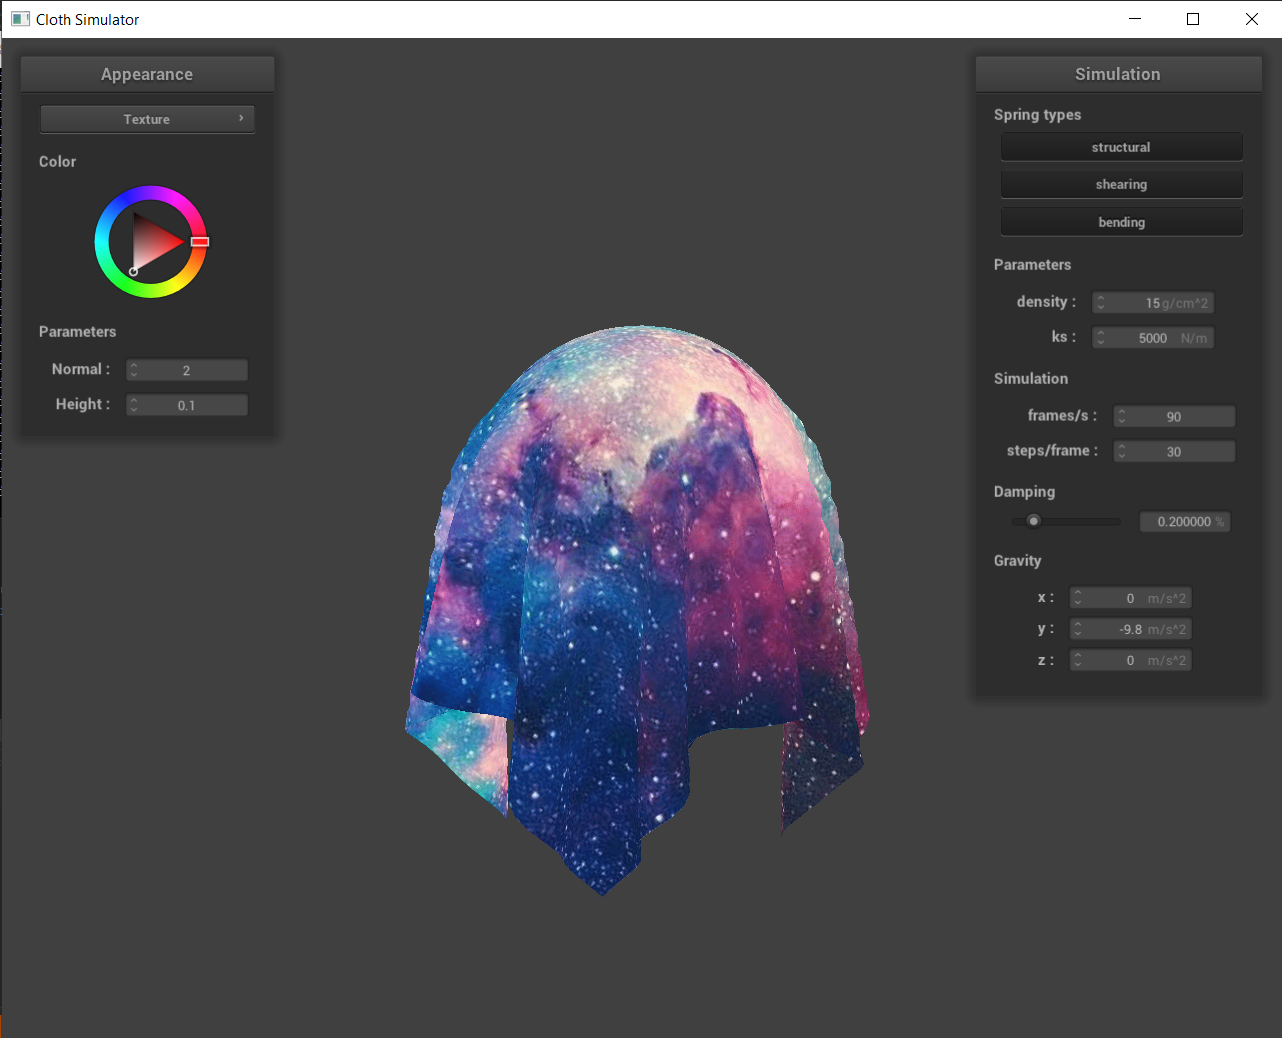 Cloth Simulator
Appearance
Texture
Color
Parameters
Normal : 2
Height : 0.1
Simulation
Spring types
structural
shearing
bending
Parameters
density : 15 g/cm^2
ks : 5000 N/m
Simulation
frames/s : 90
steps/frame : 30
Damping
0.200000 %
Gravity
x : 0 m/s^2
y : -9.8 m/s^2
z : 0 m/s^2